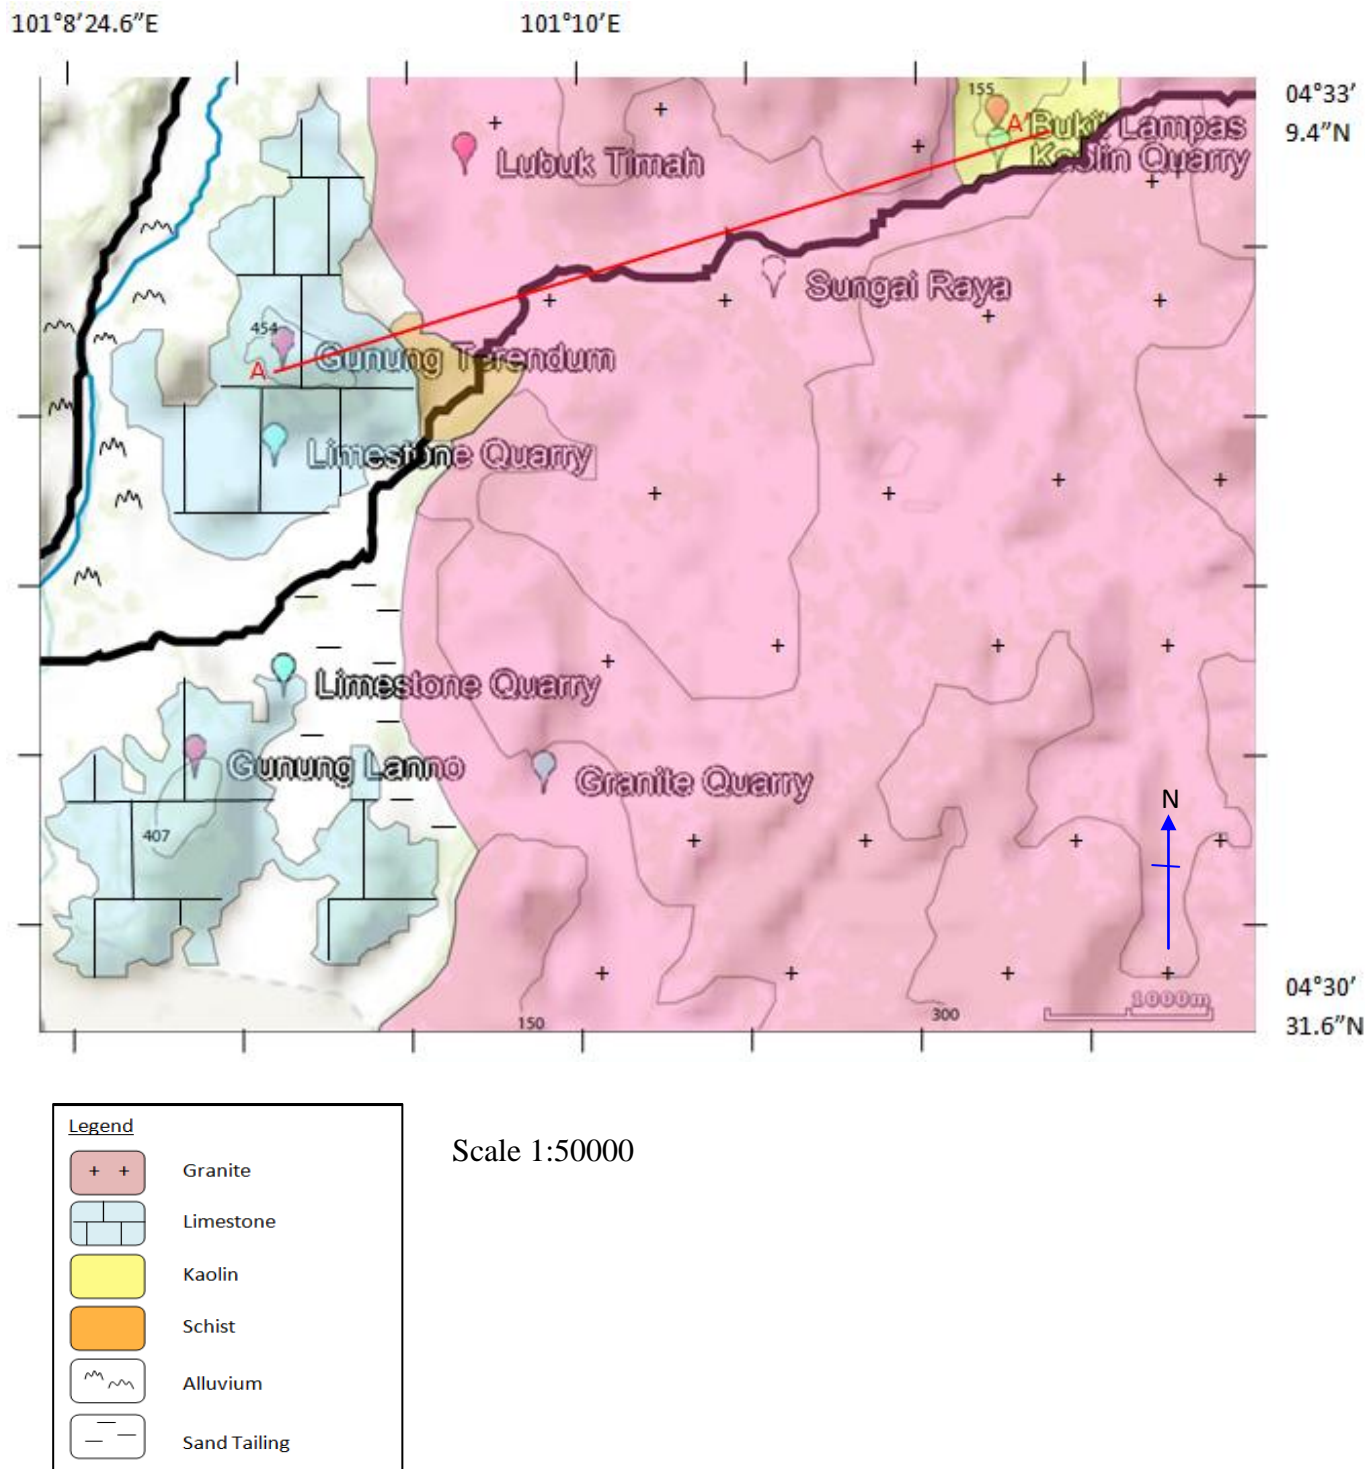 101°8’24.6”E
101°10’E
04°33’
9.4”N
155
A'
Bukit Lampas
Kaolin Quarry
Lubuk Timah
Sungai Raya
454
A
Gunung Terendum
Limestone Quarry
Limestone Quarry
Gunung Lanno
407
Granite Quarry
N
04°30’
31.6”N
1000m
150
300
Legend
Granite
Limestone
Kaolin
Schist
Alluvium
Sand Tailing
Scale 1:50000